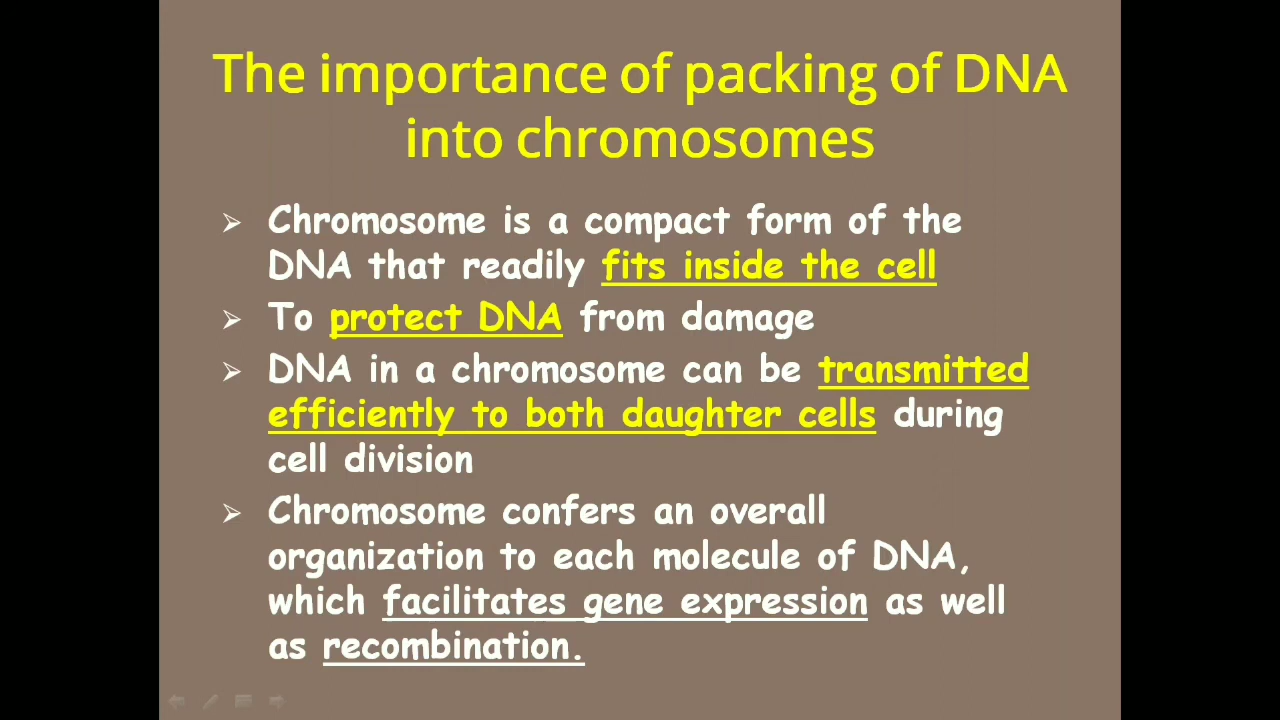 The importance of packing of DNA
into chromosomes
Chromosome is a compact form of the
DNA that readily fits inside the cell
To protect DNA from damage
DNA in a chromosome can be transmitted
efficiently to both daughter cells during
cell division
Chromosome confers an overall
organization to each molecule of DNA,
which facilitates gene expression as well
as recombination.